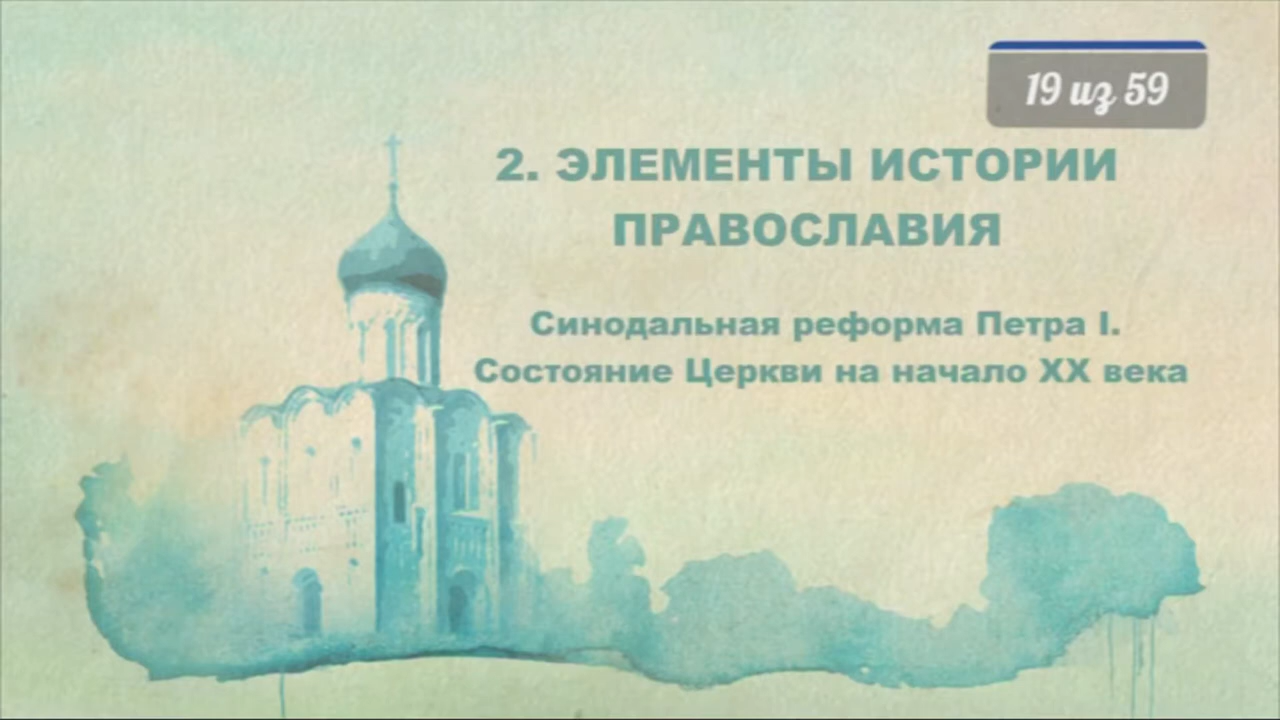 19 из 59
2. ЭЛЕМЕНТЫ ИСТОРИИ
ПРАВОСЛАВИЯ
Синодальная реформа Петра I.
Состояние Церкви на начало XX века